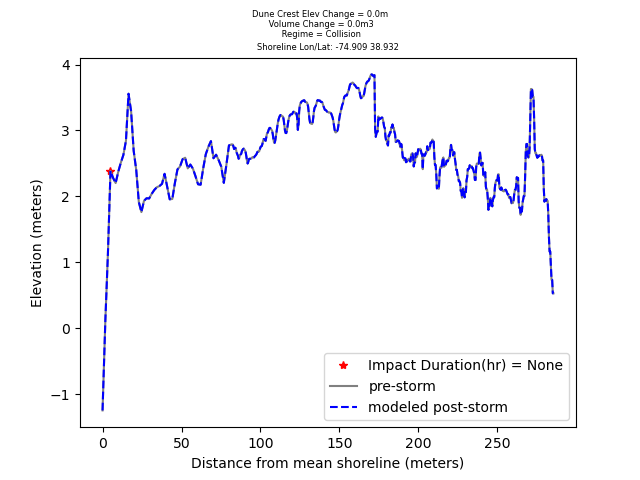 Dune Crest Elev Change = 0.0m
Volume Change = 0.0m3
Regime = Collision
Shoreline Lon/Lat: -74.909 38.932
4
3
2
1
0
−1
Elevation (meters)
Impact Duration(hr) = None
pre-storm
modeled post-storm
0 50 100 150 200 250
Distance from mean shoreline (meters)